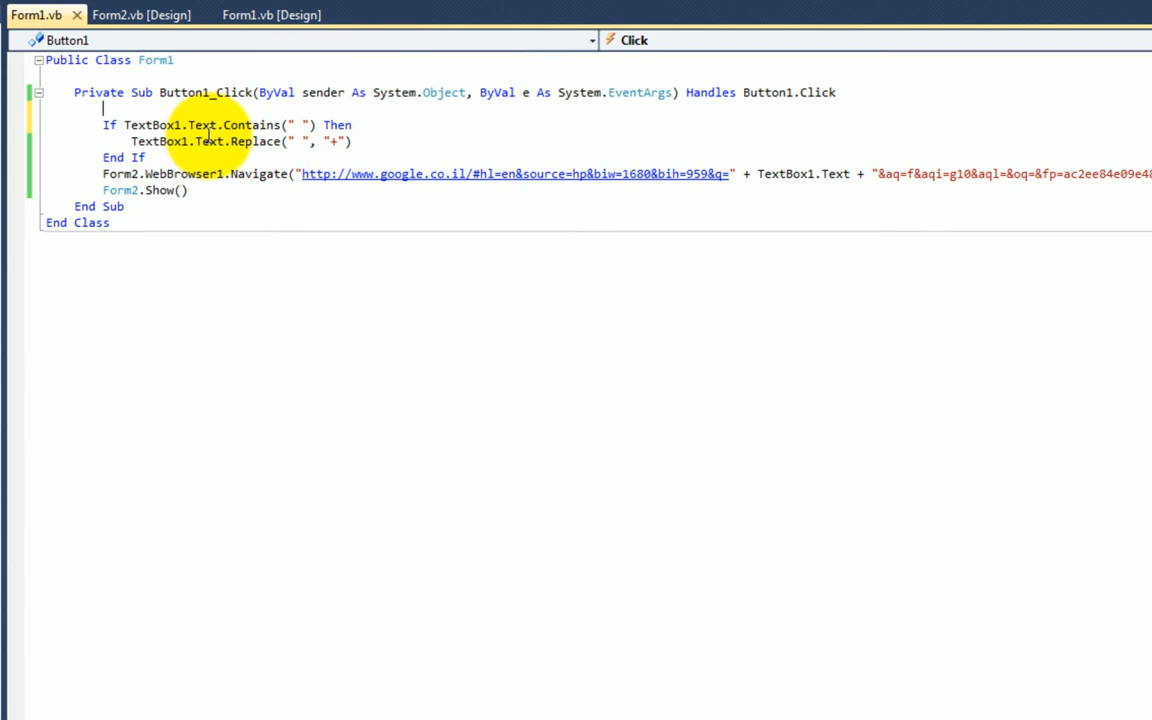 Form1.vb Form2.vb [Design] Form1.vb [Design]
Button1 Click
Public Class Form1
Private Sub Button1_Click(ByVal sender As System.Object, ByVal e As System.EventArgs) Handles Button1.Click
If TextBox1.Text.Contains(" ") Then
TextBox1.Text.Replace(" ", "+")
End If
Form2.WebBrowser1.Navigate("http://www.google.co.il/#hl=en&source=hp&biw=1680&bih=959&q=" + TextBox1.Text + "&aq=f&aqi=g10&aql=&oq=&fp=ac2ee84e09e48
Form2.Show()
End Sub
End Class